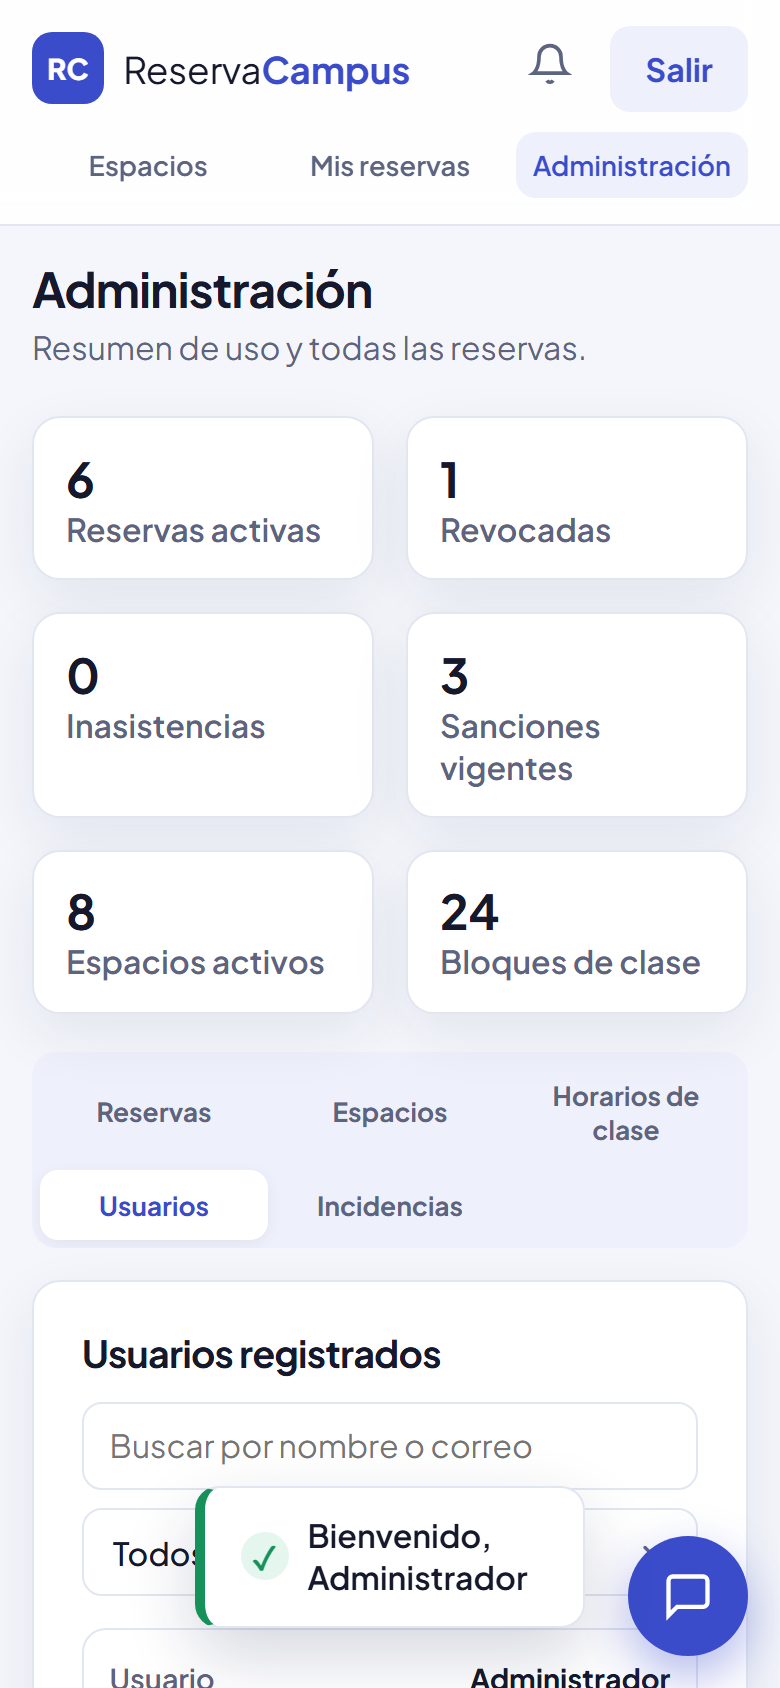 RC
ReservaCampus
Salir
Espacios
Mis reservas
Administración
Administración
Resumen de uso y todas las reservas.
6
Reservas activas
1
Revocadas
0
Inasistencias
3
Sanciones
vigentes
8
Espacios activos
24
Bloques de clase
Reservas
Espacios
Horarios de
clase
Usuarios
Incidencias
Usuarios registrados
Buscar por nombre o correo
Todos
Bienvenido,
Administrador
Usuario
Administrador